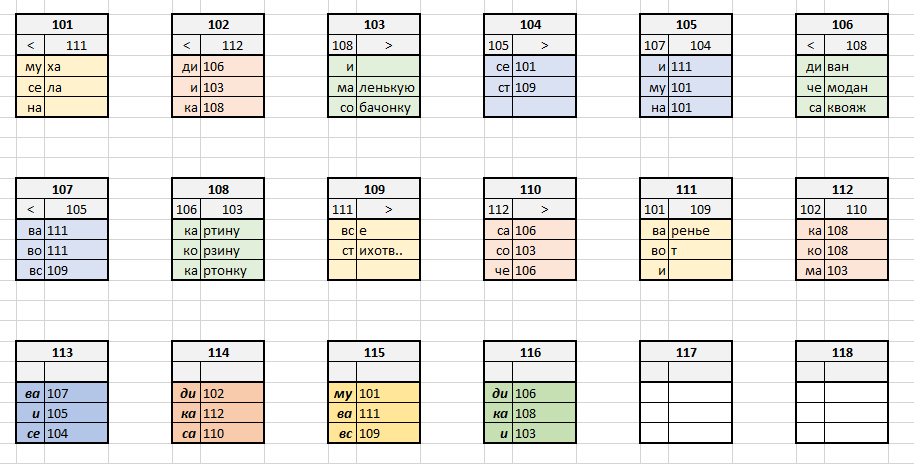 101 102 103 104 105 106
< 111 < 112 108 > 105 > 107 104 < 108
му ха ди 106 и се 101 и 111 ди ван
се ла и 103 ма ленькую ст 109 му 101 че модан
на ка 108 со бачонку на 101 са квояж
107 108 109 110 111 112
< 105 106 103 111 > 112 > 101 109 102 110
ва 111 ка ртину вс е са 106 ва ренье ка 108
во 111 ко рзину ст ихотв.. со 103 во т ко 108
вс 109 ка ртонку че 106 и ма 103
113 114 115 116 117 118
ва 107 ди 102 му 101 ди 106
и 105 ка 112 ва 111 ка 108
се 104 са 110 вс 109 и 103